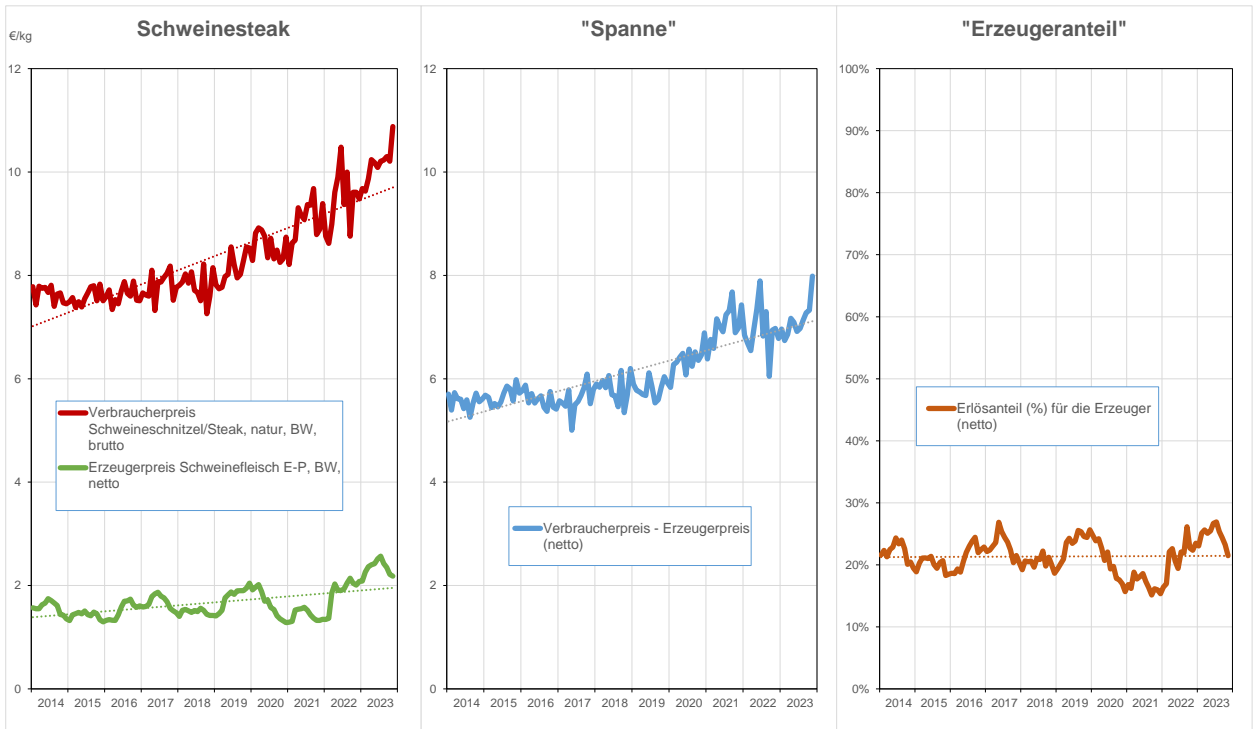 Schweinesteak
€/kg
12
10
8
6
4
2
0
Verbraucherpreis
Schweineschnitzel/Steak, natur, BW,
brutto
Erzeugerpreis Schweinefleisch E-P, BW,
netto
2014 2015 2016 2017 2018 2019 2020 2021 2022 2023
"Spanne"
12
10
8
6
4
2
0
Verbraucherpreis - Erzeugerpreis
(netto)
2014 2015 2016 2017 2018 2019 2020 2021 2022 2023
"Erzeugeranteil"
100%
90%
80%
70%
60%
50%
40%
30%
20%
10%
0%
Erlösanteil (%) für die Erzeuger
(netto)
2014 2015 2016 2017 2018 2019 2020 2021 2022 2023